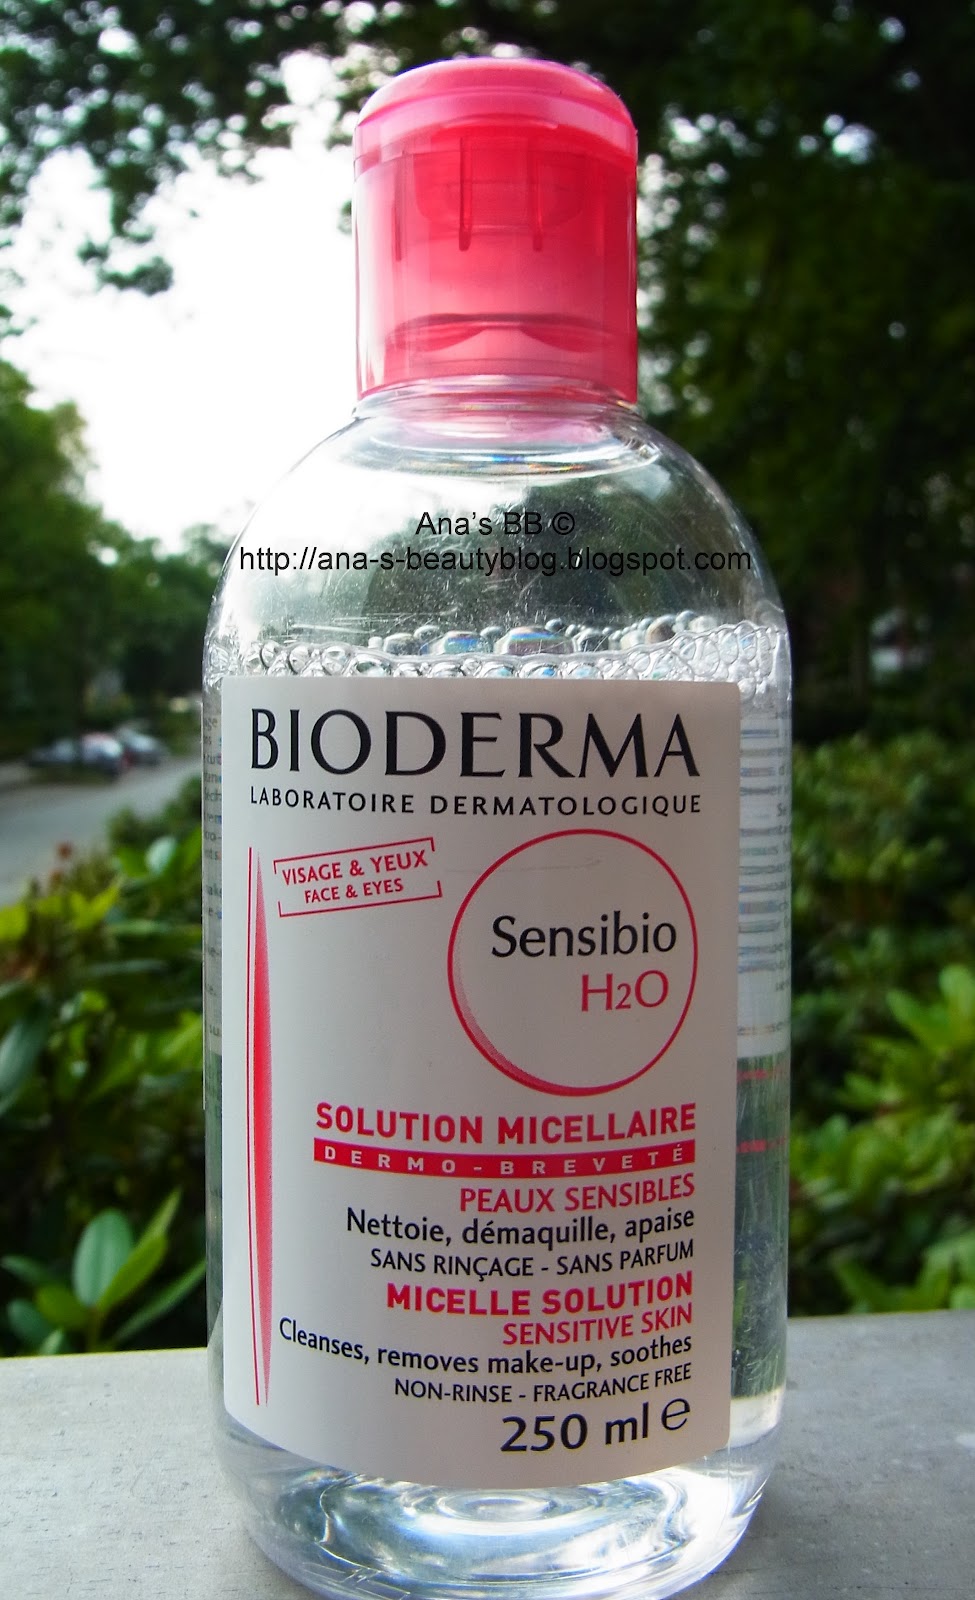 Ana's BB ©
http://ana-s-beautyblog.blogspot.com
BIODERMA
LABORATOIRE DERMATOLOGIQUE
VISAGE & YEUX
FACE & EYES
Sensibio
H2O
SOLUTION MICELLAIRE
DERMO-BREVETÉ
PEAUX SENSIBLES
Nettoie, démaquille, apaise
SANS RINÇAGE - SANS PARFUM
MICELLE SOLUTION
SENSITIVE SKIN
Cleanses, removes make-up, soothes
NON-RINSE - FRAGRANCE FREE
250 ml ℮